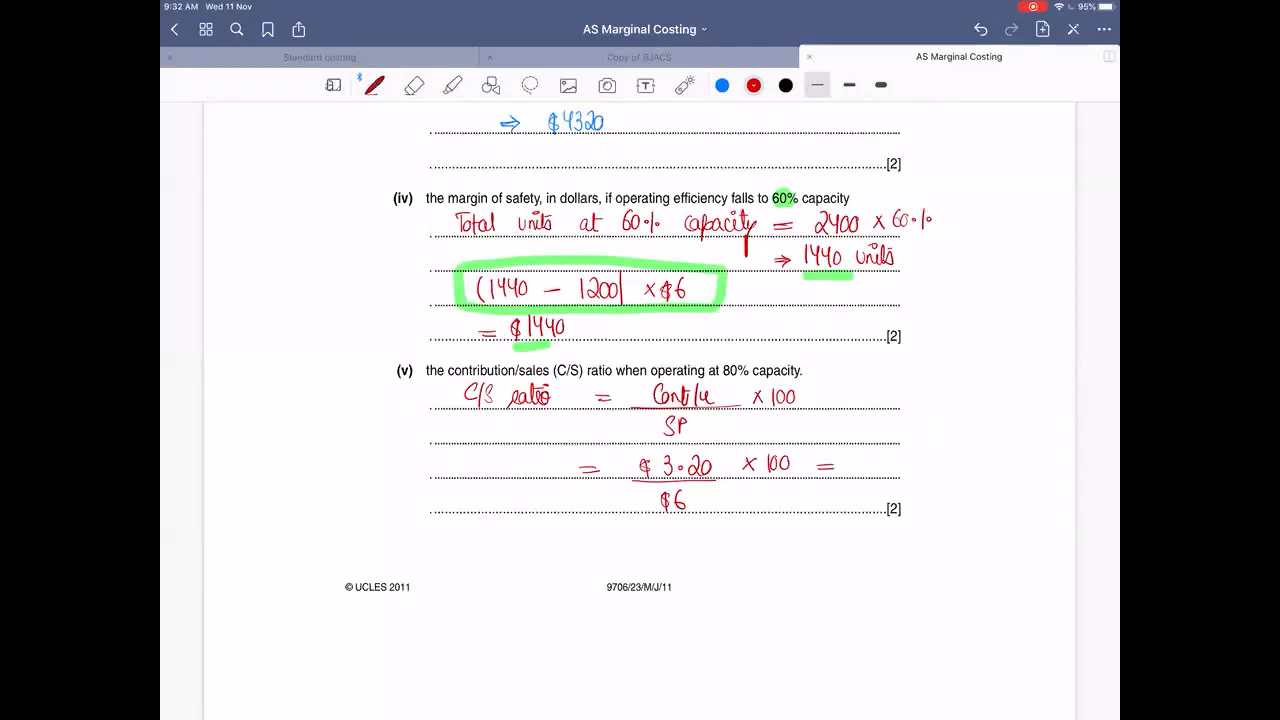 9:32 AM Wed 11 Nov
95%
AS Marginal Costing
Standard costing
Copy of BJACS
AS Marginal Costing
⇒ $4320
[2]
(iv) the margin of safety, in dollars, if operating efficiency falls to 60% capacity
Total units at 60% capacity = 2400 × 60%
⇒ 1440 units
(1440 − 1200) × $6
= $1440
[2]
(v) the contribution/sales (C/S) ratio when operating at 80% capacity.
C/S ratio = Cont/u × 100
SP
= $3.20 × 100 =
$6
[2]
© UCLES 2011
9706/23/M/J/11